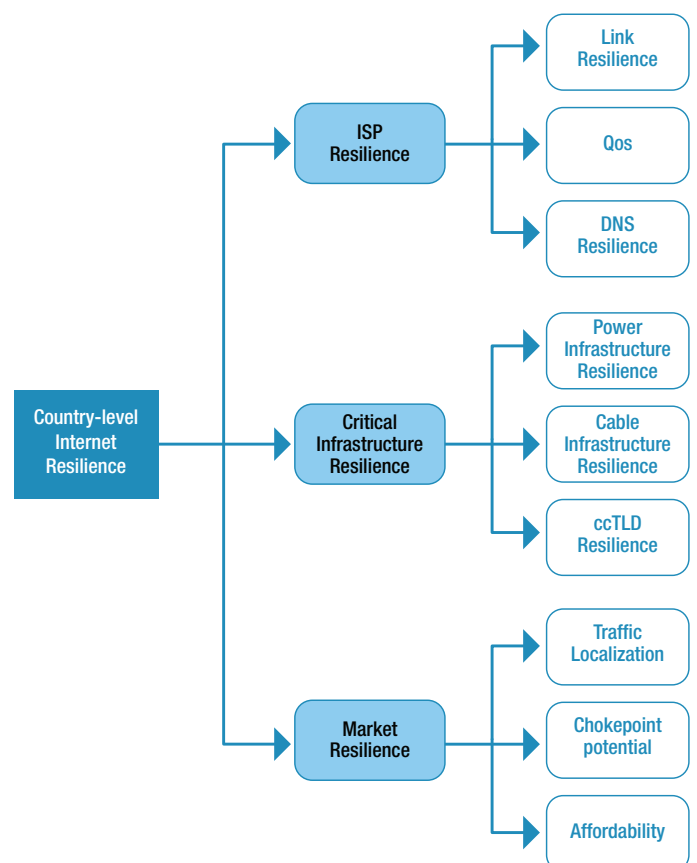 Link
Resilience
ISP
Resilience
Qos
DNS
Resilience
Power
Infrastructure
Resilience
Country-level
Internet
Resilience
Critical
Infrastructure
Resilience
Cable
Infrastructure
Resilience
ccTLD
Resilience
Traffic
Localization
Market
Resilience
Chokepoint
potential
Affordability